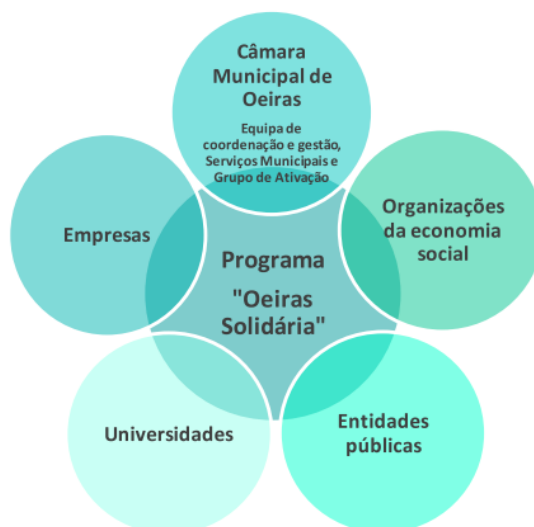 Câmara
Municipal de
Oeiras
Equipa de
coordenação e gestão,
Serviços Municipais e
Grupo de Ativação
Empresas
Organizações
da economia
social
Programa
"Oeiras
Solidária"
Universidades
Entidades
públicas